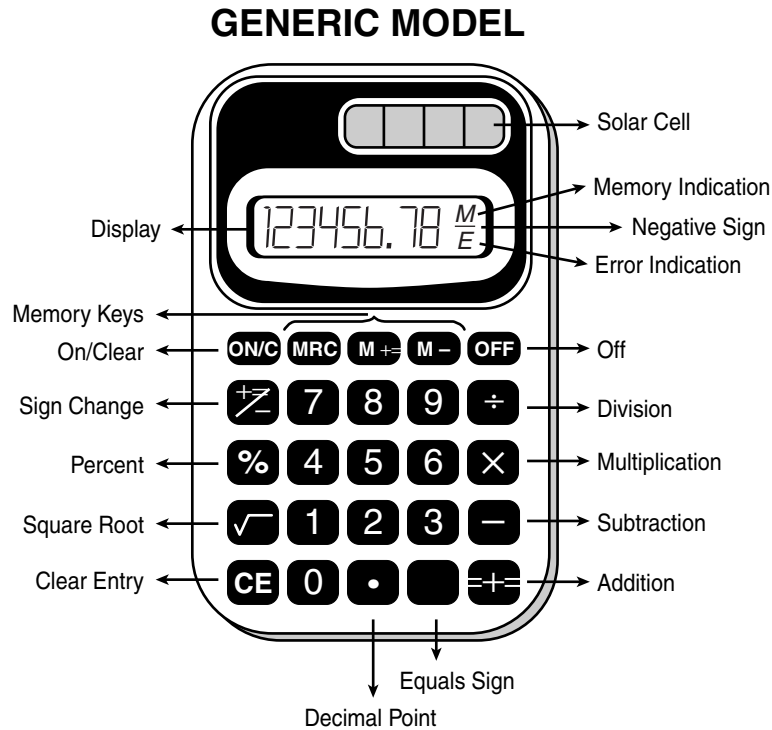 GENERIC MODEL
Solar Cell
Memory Indication
Display
123456.78 M
E
Negative Sign
Error Indication
Memory Keys
On/Clear
ON/C MRC M += M – OFF
Off
Sign Change
+=
–
7 8 9 ÷
Division
Percent
% 4 5 6 ×
Multiplication
Square Root
√ 1 2 3 –
Subtraction
Clear Entry
CE 0 • =+=
Addition
Equals Sign
Decimal Point